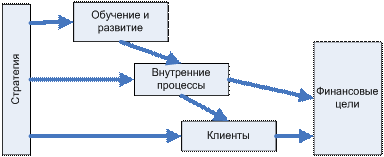 Стратегия
Обучение и
развитие
Внутренние
процессы
Клиенты
Финансовые
цели